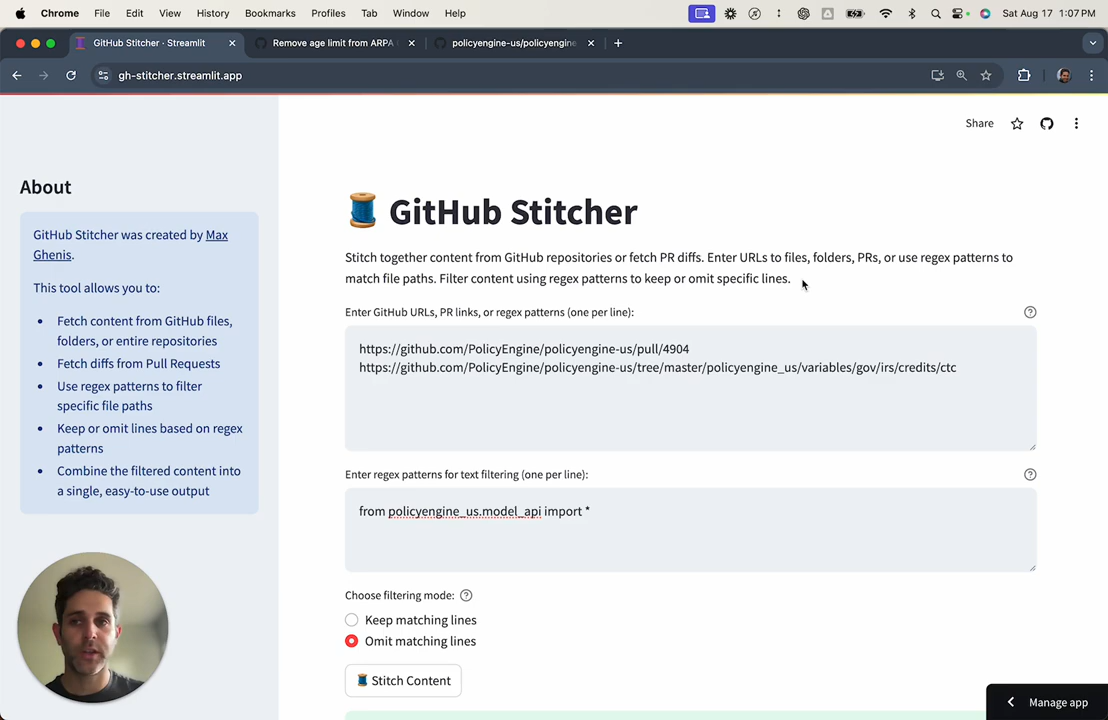 Chrome File Edit View History Bookmarks Profiles Tab Window Help Sat Aug 17 1:07 PM
GitHub Stitcher · Streamlit Remove age limit from ARPA policyengine-us/policyengine
gh-stitcher.streamlit.app
Share
About
GitHub Stitcher was created by Max
Ghenis.
This tool allows you to:
• Fetch content from GitHub files,
folders, or entire repositories
• Fetch diffs from Pull Requests
• Use regex patterns to filter
specific file paths
• Keep or omit lines based on regex
patterns
• Combine the filtered content into
a single, easy-to-use output
GitHub Stitcher
Stitch together content from GitHub repositories or fetch PR diffs. Enter URLs to files, folders, PRs, or use regex patterns to
match file paths. Filter content using regex patterns to keep or omit specific lines.
Enter GitHub URLs, PR links, or regex patterns (one per line):
https://github.com/PolicyEngine/policyengine-us/pull/4904
https://github.com/PolicyEngine/policyengine-us/tree/master/policyengine_us/variables/gov/irs/credits/ctc
Enter regex patterns for text filtering (one per line):
from policyengine_us.model_api import *
Choose filtering mode:
Keep matching lines
Omit matching lines
Stitch Content
Manage app